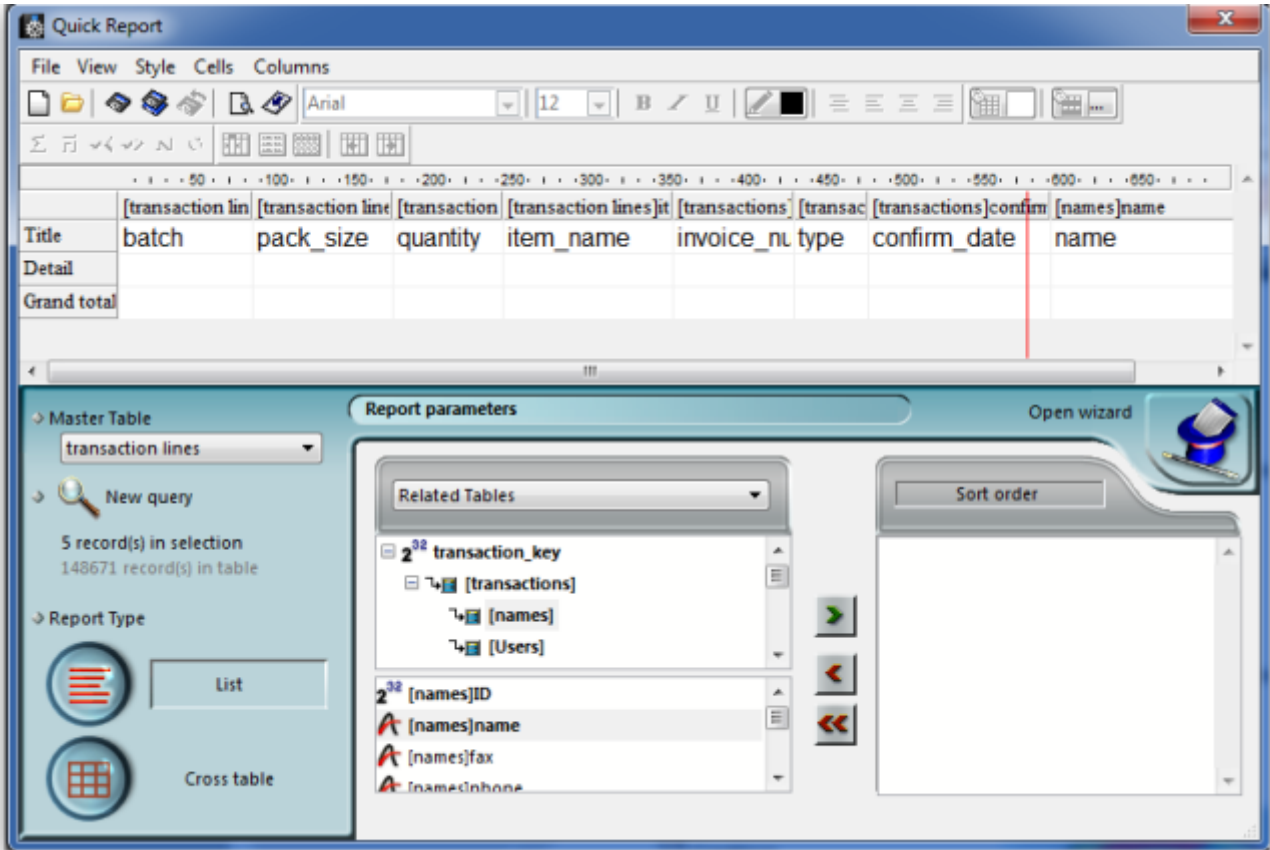 Quick Report
File View Style Cells Columns
Arial 12 B I U
· · · 50 · · · 100 · · · 150 · · · 200 · · · 250 · · · 300 · · · 350 · · · 400 · · · 450 · · · 500 · · · 550 · · · 600 · · · 650 · · ·
[transaction lin [transaction line [transaction [transaction lines]it [transactions] [transac [transactions]confirm [names]name
Title batch pack_size quantity item_name invoice_nu type confirm_date name
Detail
Grand total
Master Table
transaction lines
New query
5 record(s) in selection
148671 record(s) in table
Report Type
List
Cross table
Report parameters
Open wizard
Related Tables
2³² transaction_key
[transactions]
[names]
[Users]
2³² [names]ID
[names]name
[names]fax
[names]phone
Sort order